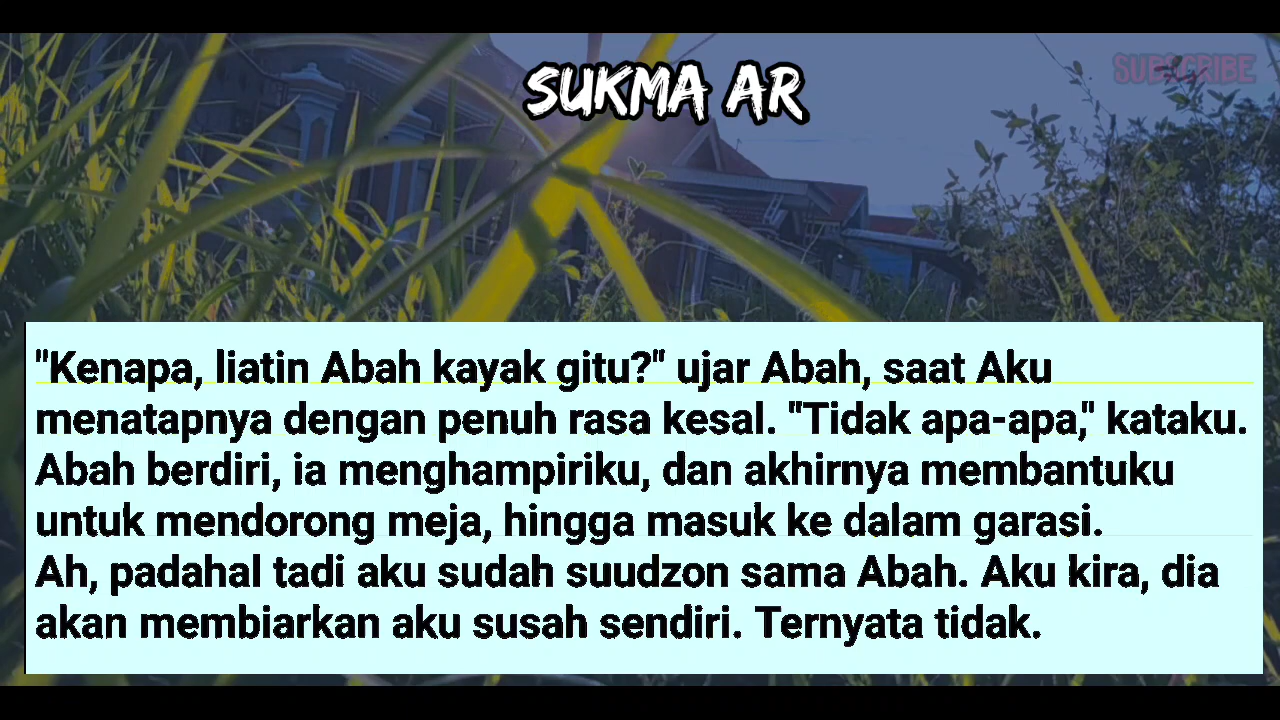 SUKMA AR
SUBSCRIBE
"Kenapa, liatin Abah kayak gitu?" ujar Abah, saat Aku
menatapnya dengan penuh rasa kesal. "Tidak apa-apa," kataku.
Abah berdiri, ia menghampiriku, dan akhirnya membantuku
untuk mendorong meja, hingga masuk ke dalam garasi.
Ah, padahal tadi aku sudah suudzon sama Abah. Aku kira, dia
akan membiarkan aku susah sendiri. Ternyata tidak.